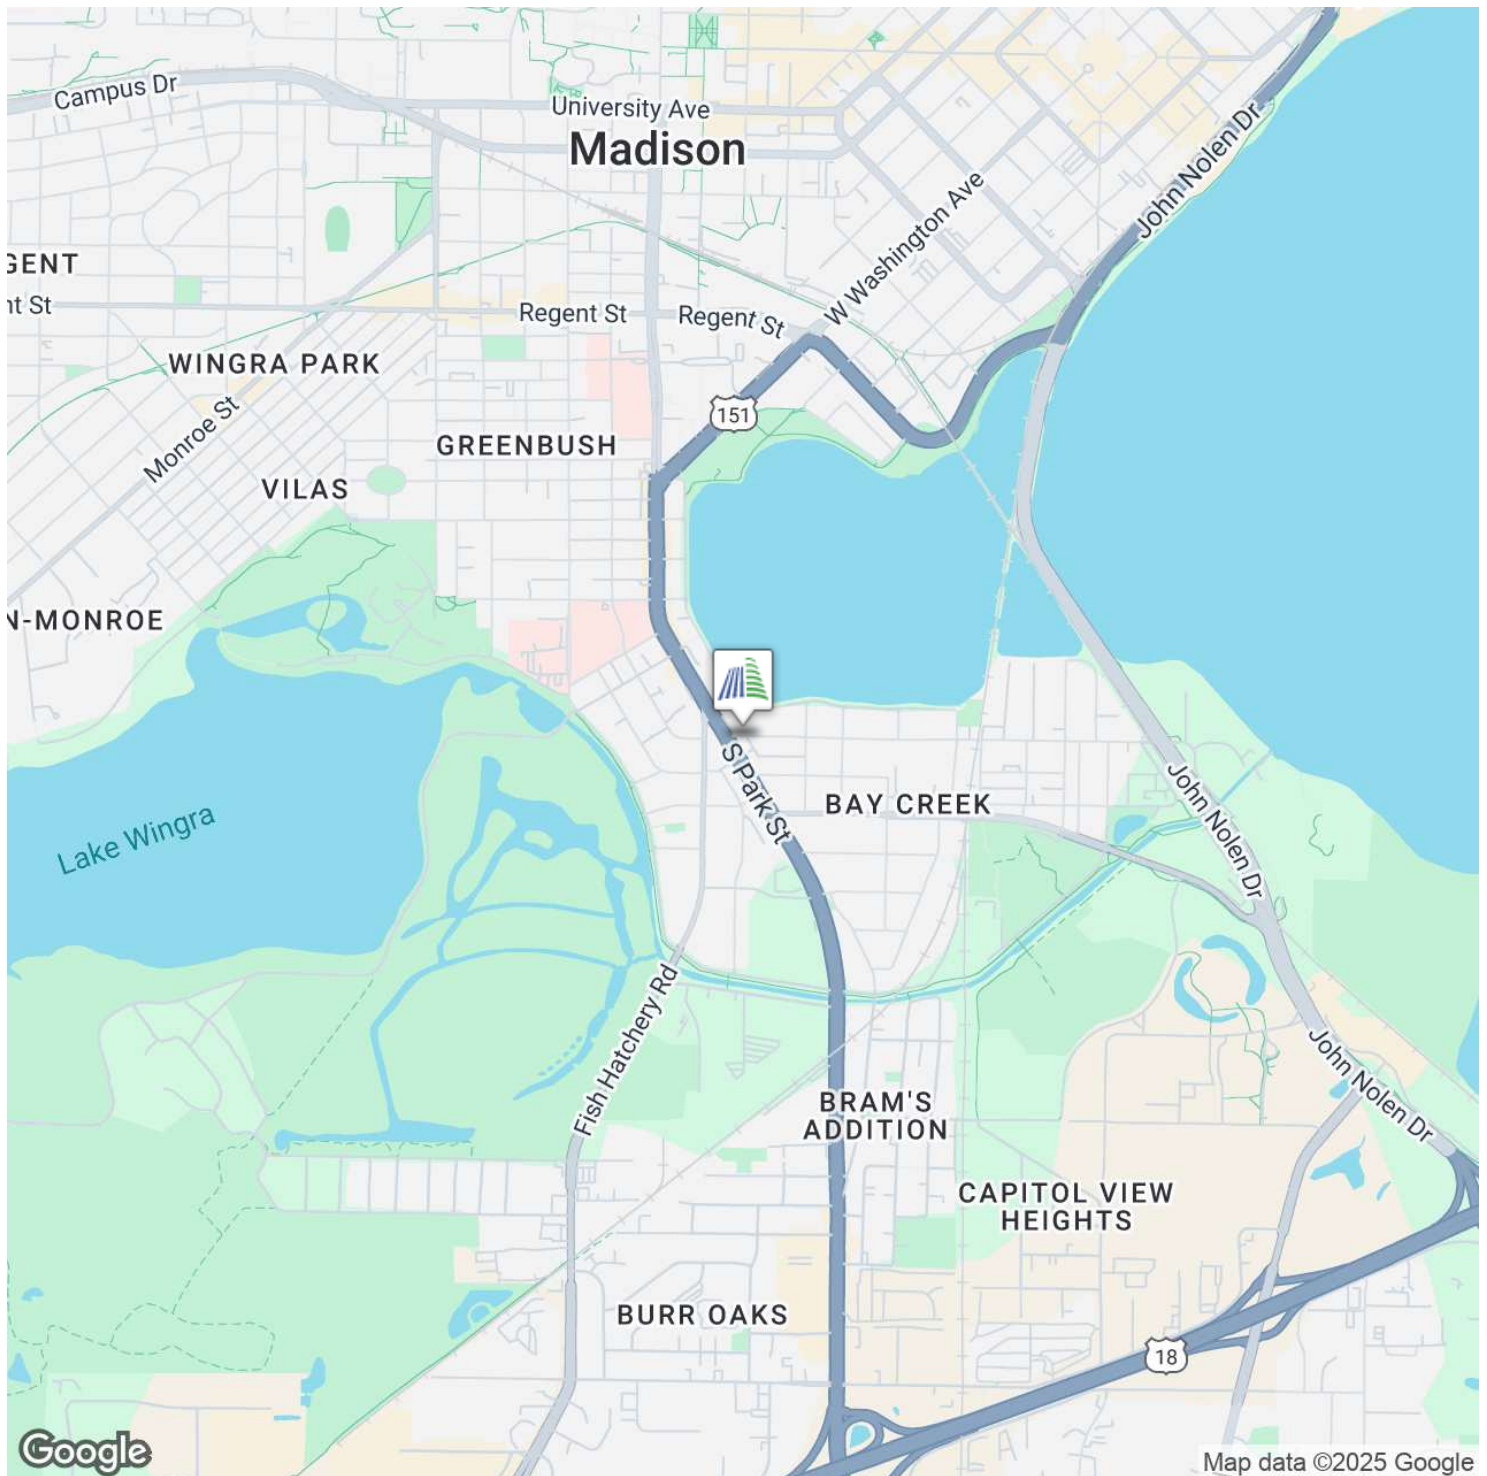 Campus Dr
University Ave
Madison
John Nolen Dr
W Washington Ave
GENT
nt St
Regent St
Regent St
WINGRA PARK
Monroe St
151
GREENBUSH
VILAS
N-MONROE
S Park St
BAY CREEK
John Nolen Dr
Lake Wingra
Fish Hatchery Rd
John Nolen Dr
BRAM'S
ADDITION
CAPITOL VIEW
HEIGHTS
BURR OAKS
18
Google
Map data ©2025 Google